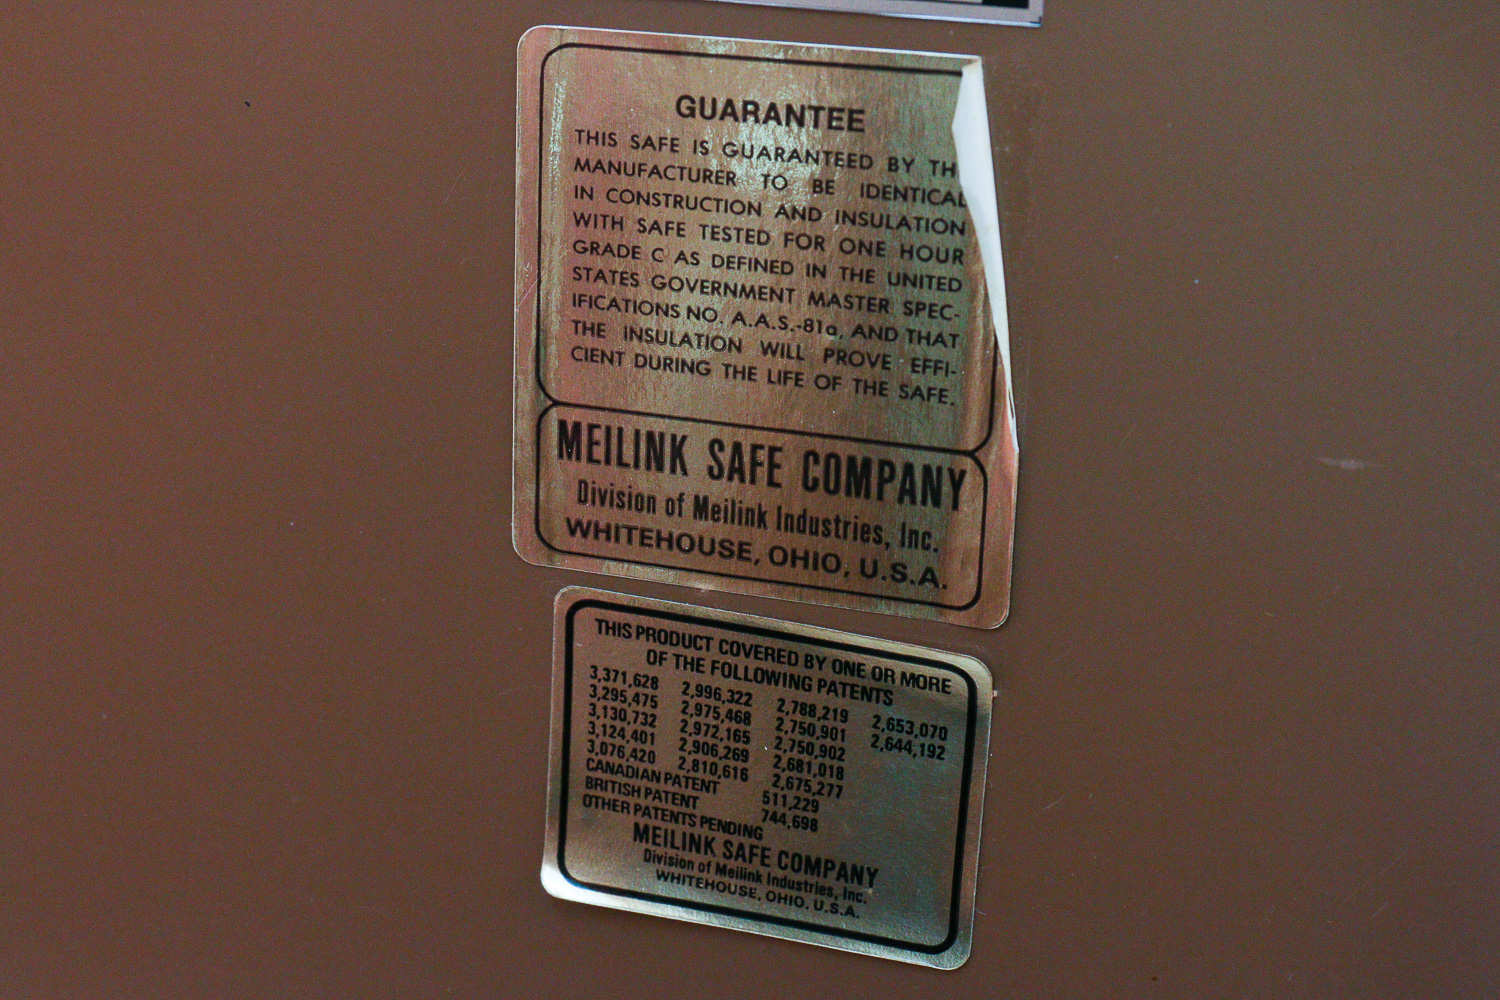 GUARANTEE
THIS SAFE IS GUARANTEED BY TH
MANUFACTURER TO BE IDENTICAL
IN CONSTRUCTION AND INSULATION
WITH SAFE TESTED FOR ONE HOUR
GRADE C AS DEFINED IN THE UNITED
STATES GOVERNMENT MASTER SPEC-
IFICATIONS NO. A.A.S.-81a, AND THAT
THE INSULATION WILL PROVE EFFI-
CIENT DURING THE LIFE OF THE SAFE.
MEILINK SAFE COMPANY
Division of Meilink Industries, Inc.
WHITEHOUSE, OHIO, U.S.A.
THIS PRODUCT COVERED BY ONE OR MORE
OF THE FOLLOWING PATENTS
3,371,628 2,996,322 2,788,219 2,653,070
3,295,475 2,975,468 2,750,901 2,644,192
3,130,732 2,972,165 2,750,902
3,124,401 2,906,269 2,681,018
3,076,420 2,810,616 2,675,277
CANADIAN PATENT 511,229
BRITISH PATENT 744,698
OTHER PATENTS PENDING
MEILINK SAFE COMPANY
Division of Meilink Industries, Inc.
WHITEHOUSE, OHIO, U.S.A.